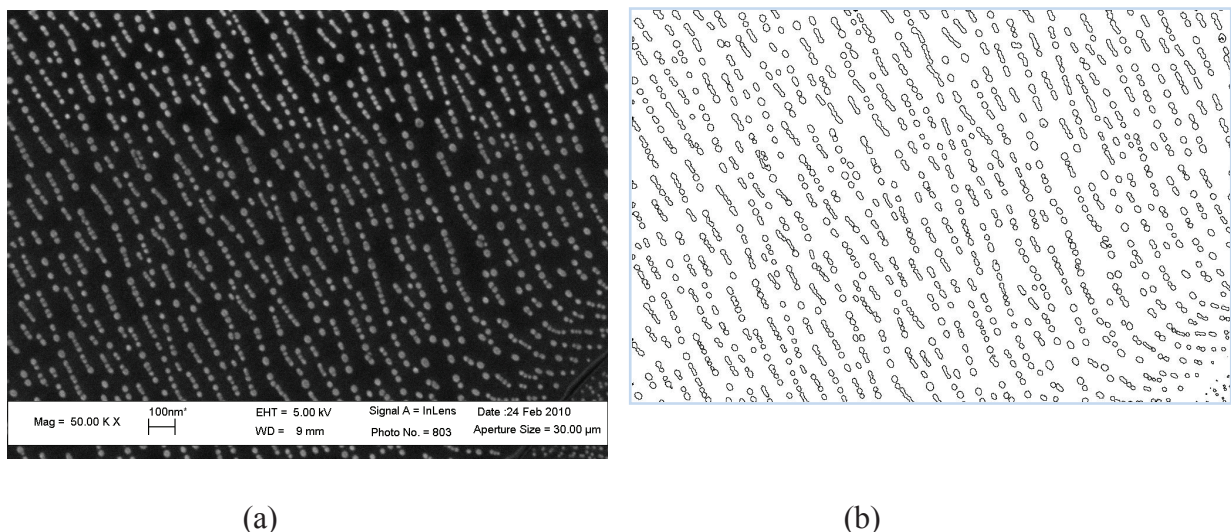 Mag = 50.00 K X
100nm*
EHT = 5.00 kV
WD = 9 mm
Signal A = InLens
Photo No. = 803
Date :24 Feb 2010
Aperture Size = 30.00 µm
(a)
(b)